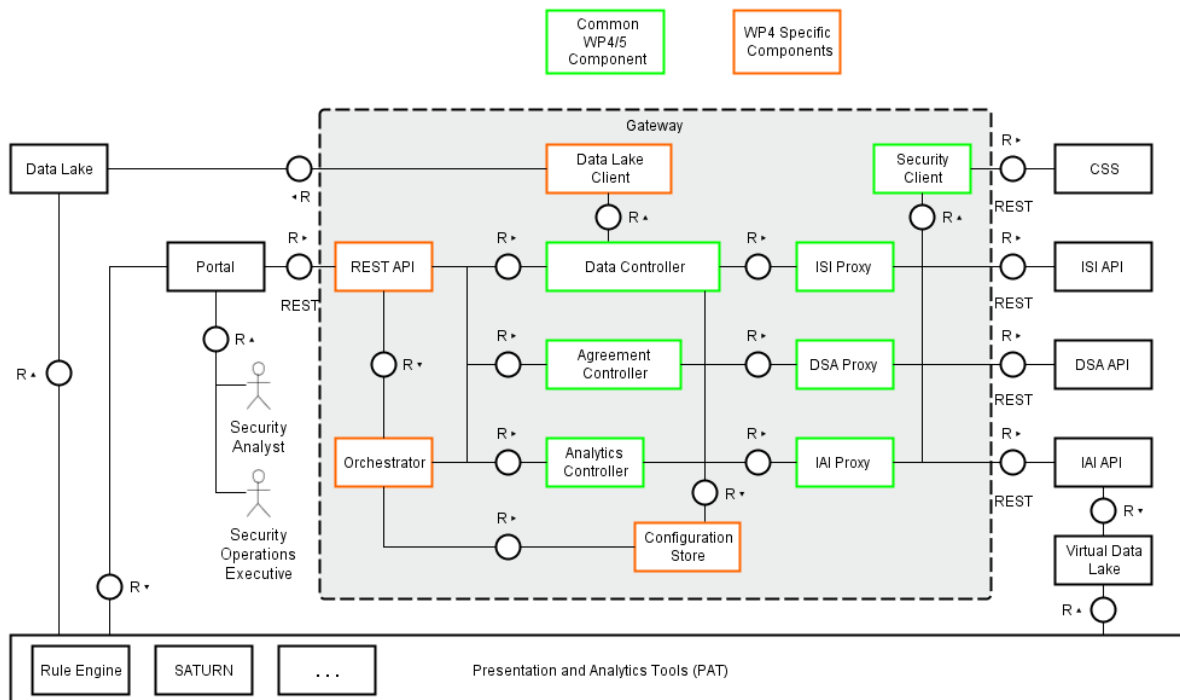 Common
WP4/5
Component
WP4 Specific
Components
Gateway
Data Lake
R
Data Lake
Client
Security
Client
R
REST
CSS
R
R
Portal
R
REST
REST API
R
Data Controller
R
ISI Proxy
R
REST
ISI API
R
R
R
R
Agreement
Controller
R
DSA Proxy
R
REST
DSA API
Security
Analyst
Orchestrator
R
Analytics
Controller
R
IAI Proxy
R
REST
IAI API
Security
Operations
Executive
R
R
Configuration
Store
R
Virtual Data
Lake
R
R
Rule Engine
SATURN
...
Presentation and Analytics Tools (PAT)